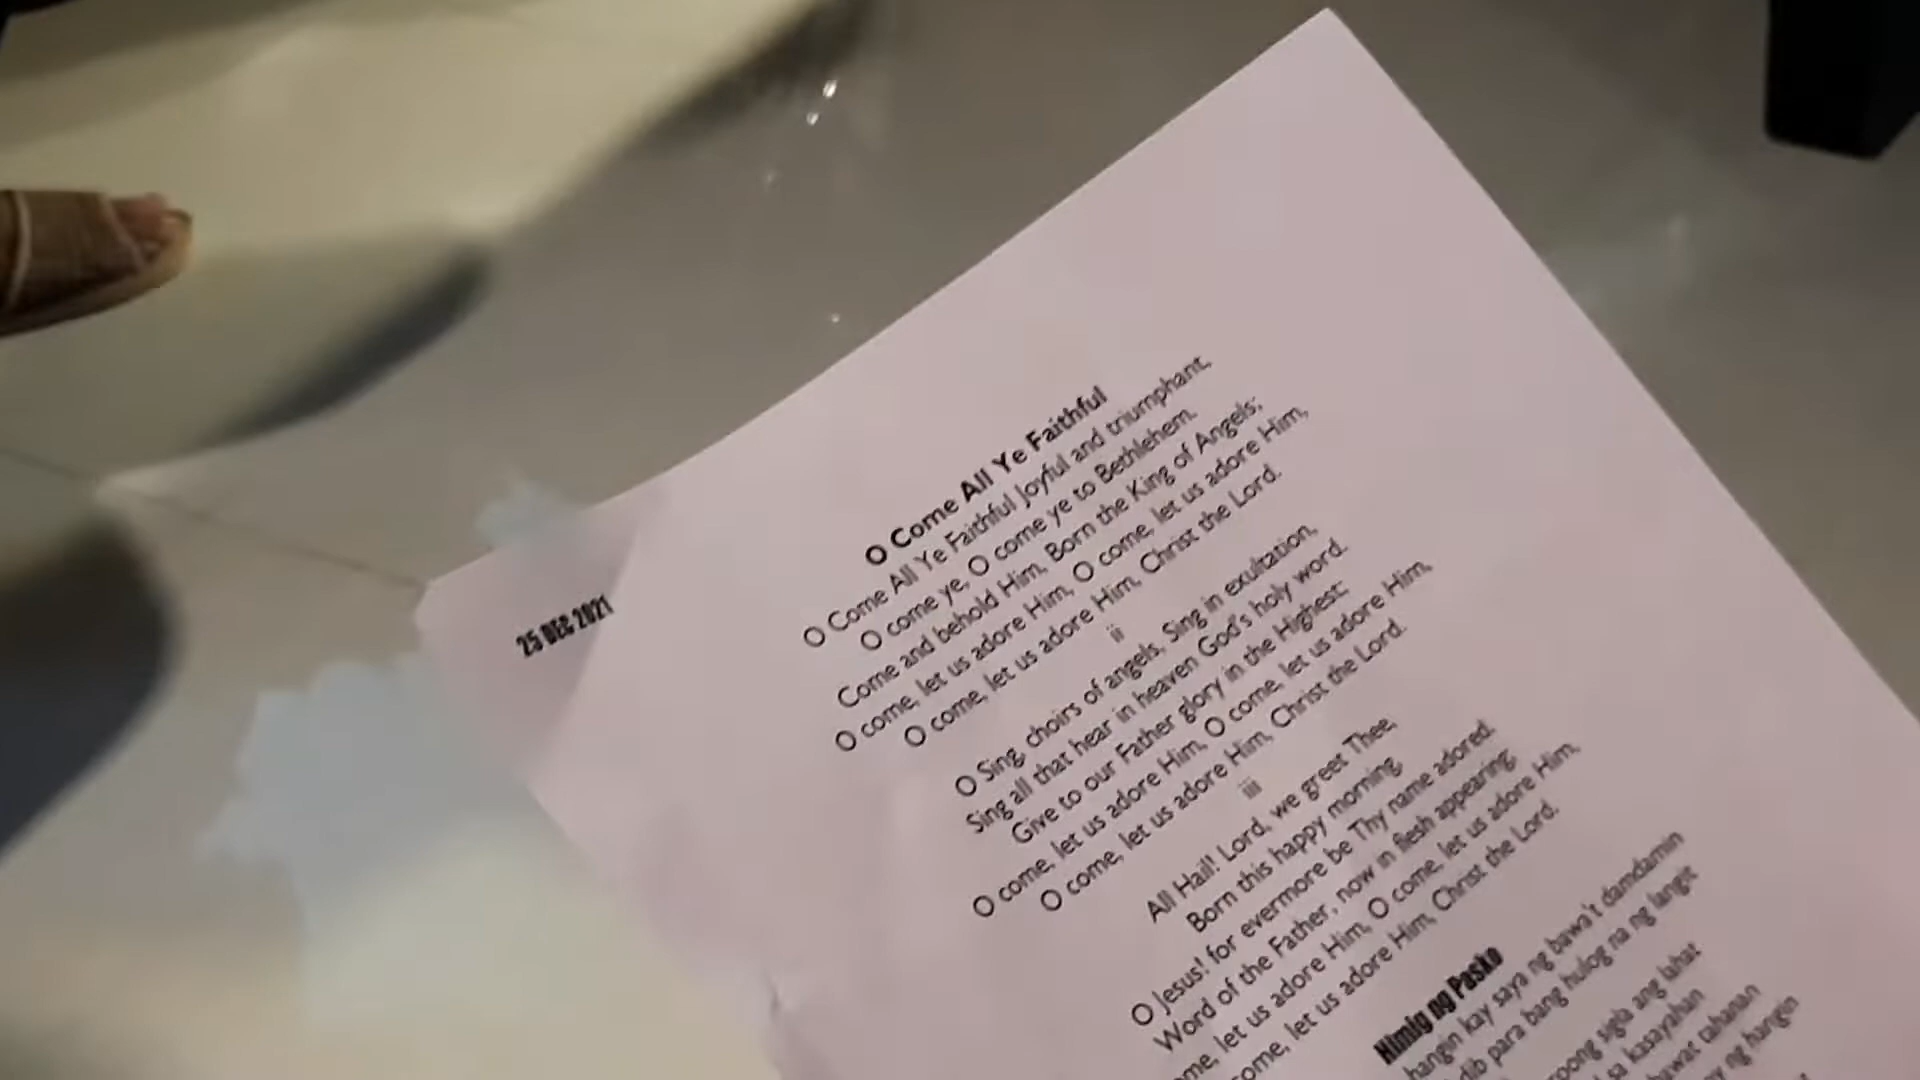 25 DEC 2021
O Come All Ye Faithful
O Come All Ye Faithful Joyful and triumphant,
O come ye, O come ye to Bethlehem.
Come and behold Him, Born the King of Angels;
O come, let us adore Him, O come, let us adore Him,
O come, let us adore Him, Christ the Lord.
ii
O Sing, choirs of angels, Sing in exultation,
Sing all that hear in heaven God's holy word.
Give to our Father glory in the Highest;
O come, let us adore Him, O come, let us adore Him,
O come, let us adore Him, Christ the Lord.
iii
All Hail! Lord, we greet Thee,
Born this happy morning,
O Jesus! for evermore be Thy name adored.
Word of the Father, now in flesh appearing,
let us adore Him, O come, let us adore Him,
come, let us adore Him, Christ the Lord.
Himig ng Pasko
hangin kay saya ng bawa't damdamin
para bang hulog na ng langit
sigla ang lahat
sa kasayahan
bawat tahanan
ng hangin